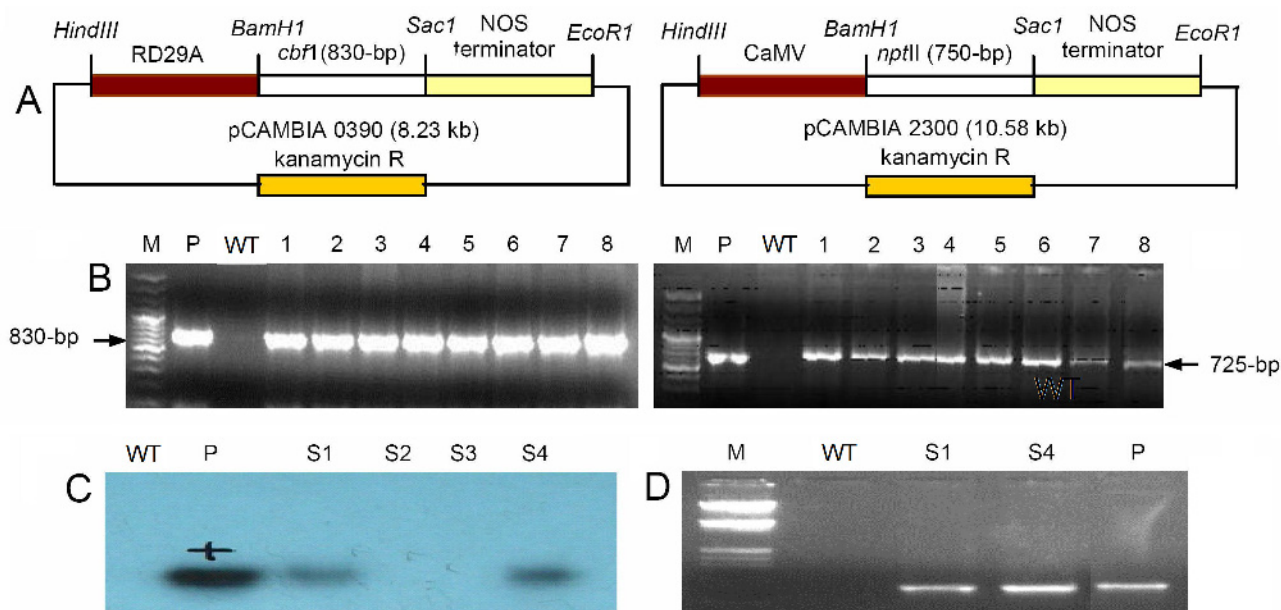 HindIII BamH1 Sac1 NOS terminator EcoR1
RD29A cbf1 (830-bp)
A
pCAMBIA 0390 (8.23 kb)
kanamycin R
HindIII BamH1 Sac1 NOS terminator EcoR1
CaMV nptII (750-bp)
pCAMBIA 2300 (10.58 kb)
kanamycin R
B
M P WT 1 2 3 4 5 6 7 8
830-bp
M P WT 1 2 3 4 5 6 7 8
725-bp
WT
C
WT P S1 S2 S3 S4
t
D
M WT S1 S4 P